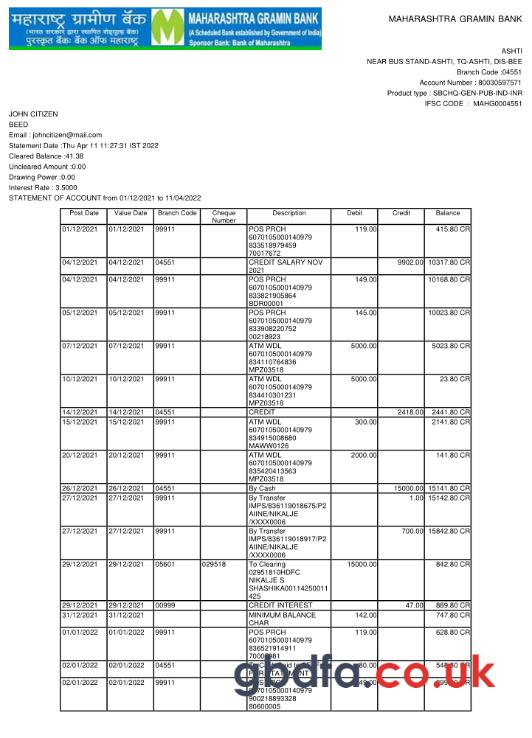 महाराष्ट्र ग्रामीण बैंक
(भारत सरकार द्वारा स्थापित शेड्यूल्ड बैंक)
पुरस्कृत बैंक: बैंक ऑफ महाराष्ट्र
MAHARASHTRA GRAMIN BANK
(A Scheduled Bank established by Government of India)
Sponsor Bank: Bank of Maharashtra
MAHARASHTRA GRAMIN BANK
ASHTI
NEAR BUS STAND-ASHTI, TQ-ASHTI, DIS-BEE
Branch Code :04551
Account Number : 80030597571
Product type : SBCHQ-GEN-PUB-IND-INR
IFSC CODE : MAHG0004551
JOHN CITIZEN
BEED
Email : johncitizen@mail.com
Statement Date :Thu Apr 11 11:27:31 IST 2022
Cleared Balance :41.38
Uncleared Amount :0.00
Drawing Power :0.00
Interest Rate : 3.5000
STATEMENT OF ACCOUNT from 01/12/2021 to 11/04/2022
Post Date Value Date Branch Code Cheque Description Debit Credit Balance
Number
01/12/2021 01/12/2021 99911 POS PRCH 119.00 415.80 CR
6070105000140979
833518979459
70017672
04/12/2021 04/12/2021 04551 CREDIT SALARY NOV 9902.00 10317.80 CR
2021
04/12/2021 04/12/2021 99911 POS PRCH 149.00 10168.80 CR
6070105000140979
833821905864
BDR00001
05/12/2021 05/12/2021 99911 POS PRCH 145.00 10023.80 CR
6070105000140979
833908220752
00218923
07/12/2021 07/12/2021 99911 ATM WDL 5000.00 5023.80 CR
6070105000140979
834110764836
MPZ03518
10/12/2021 10/12/2021 99911 ATM WDL 5000.00 23.80 CR
6070105000140979
834410301231
MPZ03518
14/12/2021 14/12/2021 04551 CREDIT 2418.00 2441.80 CR
15/12/2021 15/12/2021 99911 ATM WDL 300.00 2141.80 CR
6070105000140979
834915008680
MAWW0126
20/12/2021 20/12/2021 99911 ATM WDL 2000.00 141.80 CR
6070105000140979
835420413563
MPZ03518
26/12/2021 26/12/2021 04551 By Cash 15000.00 15141.80 CR
27/12/2021 27/12/2021 99911 By Transfer 1.00 15142.80 CR
IMPS/836119018675/P2
AIINE/NIKALJE
/XXXX0006
27/12/2021 27/12/2021 99911 By Transfer 700.00 15842.80 CR
IMPS/836119018917/P2
AIINE/NIKALJE
/XXXX0006
29/12/2021 29/12/2021 05601 029518 To Clearing 15000.00 842.80 CR
02951810HDFC
NIKALJE S
SHASHIKA00114250011
425
29/12/2021 29/12/2021 00999 CREDIT INTEREST 47.00 889.80 CR
31/12/2021 31/12/2021 MINIMUM BALANCE 142.00 747.80 CR
CHAR
01/01/2022 01/01/2022 99911 POS PRCH 119.00 628.80 CR
6070105000140979
836521914911
02/01/2022 02/01/2022 04551
02/01/2022 02/01/2022 99911
900218893328
80600005
gbdfa.co.uk